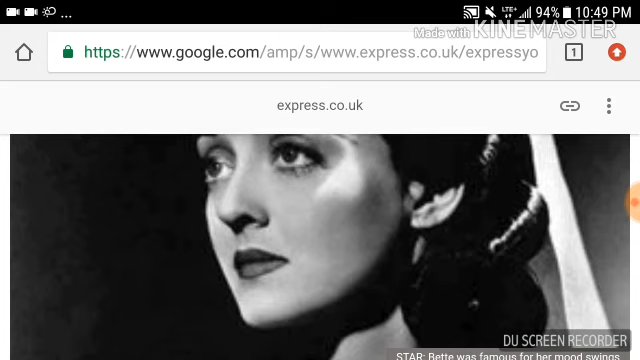 LTE+ 94% 10:49 PM
Made with KINEMASTER
https://www.google.com/amp/s/www.express.co.uk/expressyo
1
express.co.uk
DU SCREEN RECORDER
STAR: Bette was famous for her mood swings